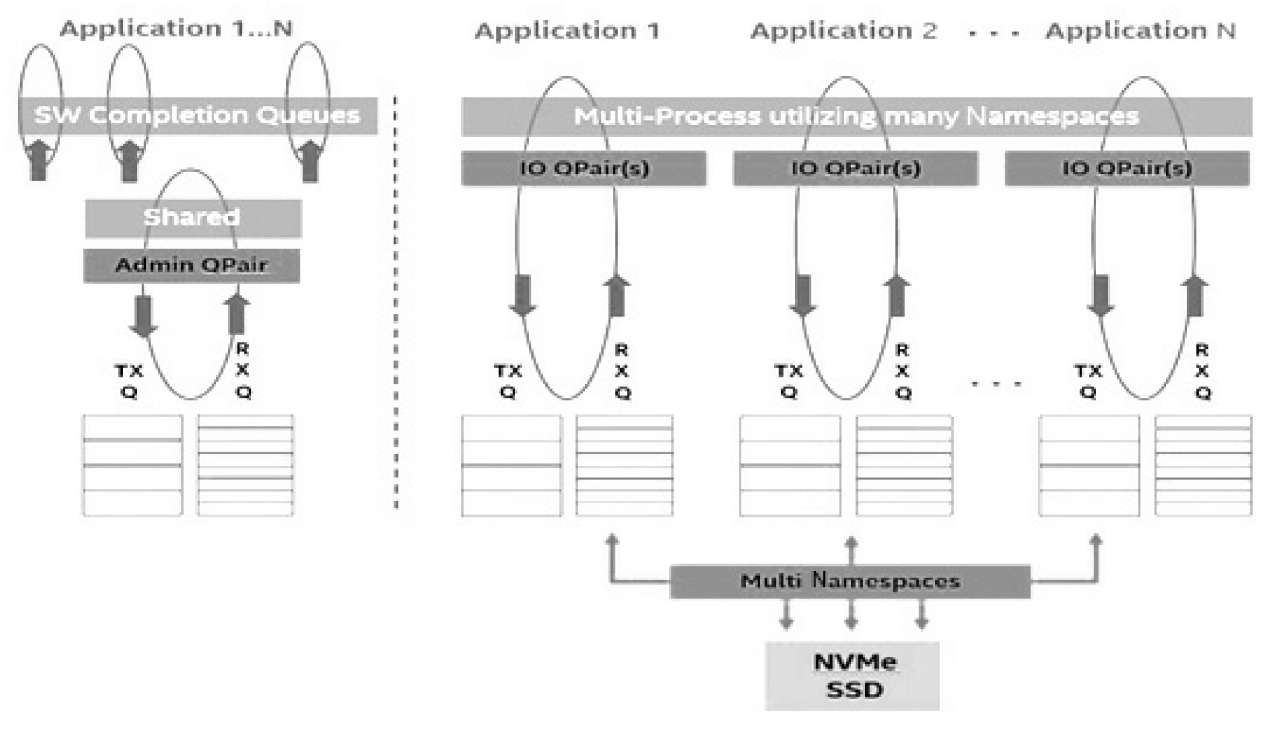 Application 1...N
SW Completion Queues
Shared
Admin QPair
TX
Q
R
X
Q
Application 1
Application 2
...
Application N
Multi-Process utilizing many Namespaces
IO QPair(s)
IO QPair(s)
IO QPair(s)
TX
Q
R
X
Q
TX
Q
R
X
Q
...
TX
Q
R
X
Q
Multi Namespaces
NVMe
SSD